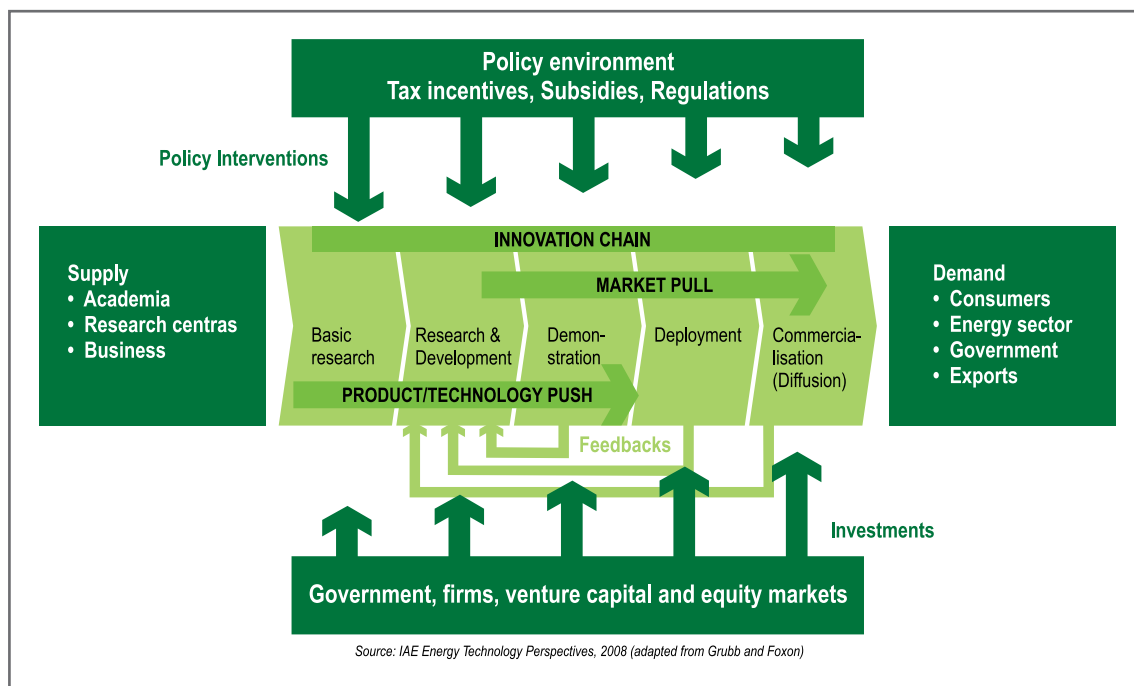 Policy environment
Tax incentives, Subsidies, Regulations
Policy Interventions
INNOVATION CHAIN
MARKET PULL
Supply
• Academia
• Research centras
• Business
Basic
research
Research &
Development
Demon-
stration
Deployment
Commercia-
lisation
(Diffusion)
Demand
• Consumers
• Energy sector
• Government
• Exports
PRODUCT/TECHNOLOGY PUSH
Feedbacks
Investments
Government, firms, venture capital and equity markets
Source: IAE Energy Technology Perspectives, 2008 (adapted from Grubb and Foxon)